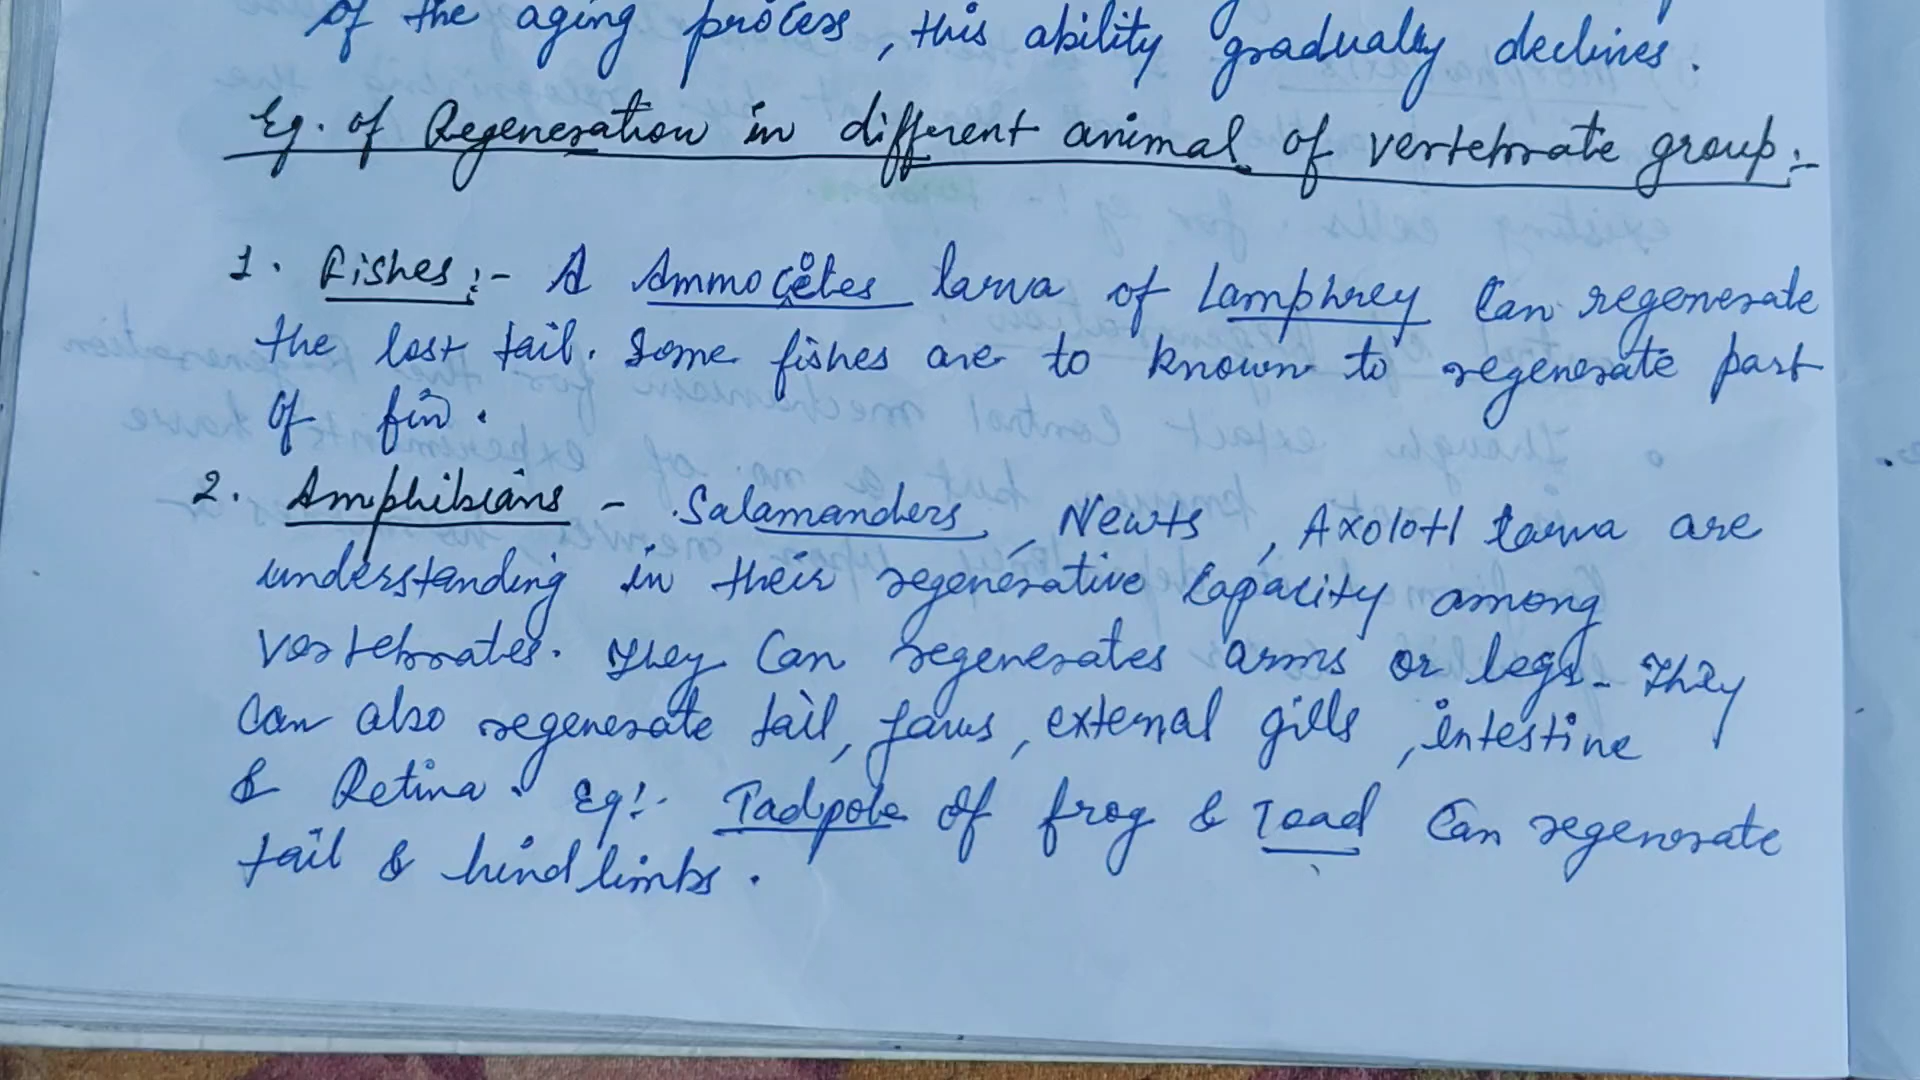 of the aging process, this ability gradually declines.
Eg. of Regeneration in different animal of vertebrate group:-
1. Fishes:- A Ammocetes larva of Lamphrey Can regenerate
the lost tail. Some fishes are to known to regenerate part
of fin.
2. Amphibians - Salamanders, Newts, Axolotl larva are
understanding in their regenerative Capacity among
vertebrates. They Can regenerates arms or legs. They
Can also regenerate tail, jaws, external gills, intestine
& Retina. Eg:- Tadpole of frog & Toad Can regenerate
tail & hind limbs.